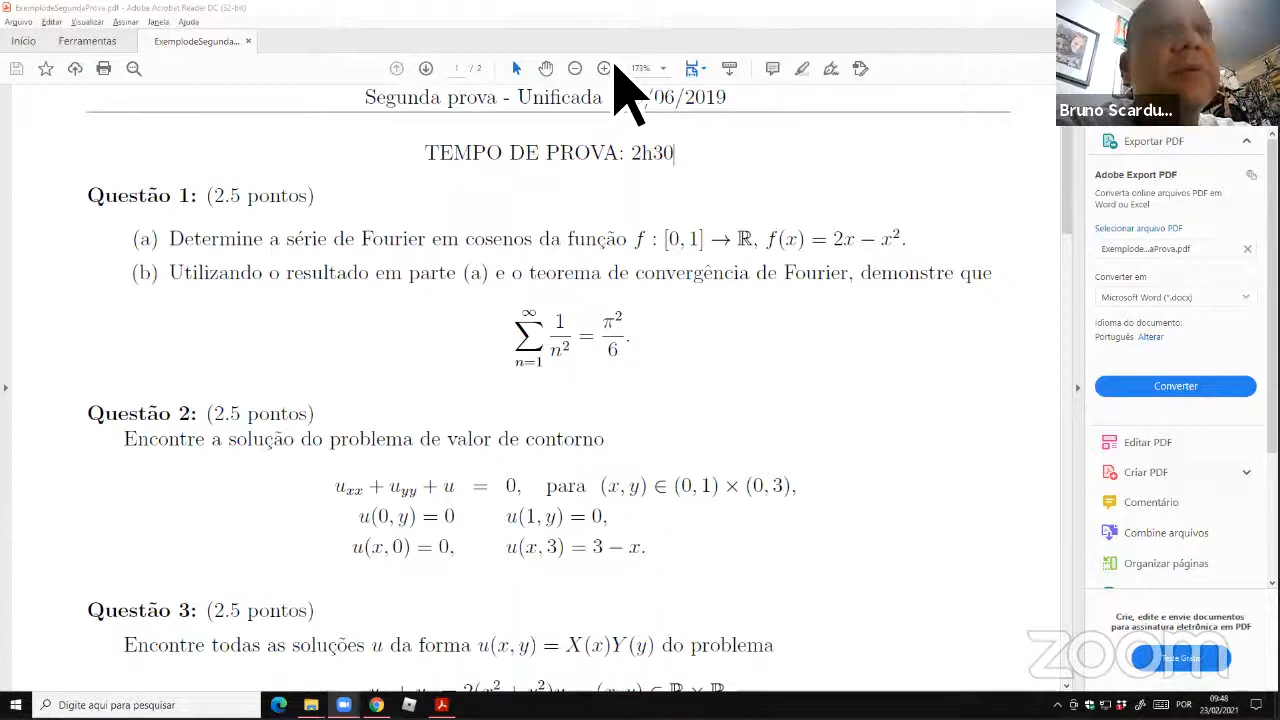 ExemplodeSegundaProva.pdf - Adobe Acrobat Reader DC (32-bit)
Arquivo Editar Visualizar Assinar Janela Ajuda
Início Ferramentas ExemplodeSegunda... ×
1 / 2 173%
Segunda prova - Unificada /06/2019
TEMPO DE PROVA: 2h30
Questão 1: (2.5 pontos)
(a) Determine a série de Fourier em cosenos da função f : [0, 1] → ℝ, f(x) = 2x − x².
(b) Utilizando o resultado em parte (a) e o teorema de convergência de Fourier, demonstre que
∑_{n=1}^{∞} 1/n² = π²/6.
Questão 2: (2.5 pontos)
Encontre a solução do problema de valor de contorno
u_xx + u_yy + u = 0, para (x, y) ∈ (0, 1) × (0, 3),
u(0, y) = 0 u(1, y) = 0,
u(x, 0) = 0, u(x, 3) = 3 − x.
Questão 3: (2.5 pontos)
Encontre todas as soluções u da forma u(x, y) = X(x)Y(y) do problema
Bruno Scardu...
Exportar PDF
Adobe Export PDF
Converta online arquivos PDF em
Word ou Excel
Selecionar arquivo PDF
Exemplode...aProva.pdf
Converter em
Microsoft Word (*.docx)
Idioma do documento:
Português Alterar
Converter
Editar PDF
Criar PDF
Comentário
Combine arquivos
Organizar páginas
Crie, edite e envie documentos
para assinatura eletrônica em PDF
Teste Grátis
zoom
Digite aqui para pesquisar
POR
09:48
23/02/2021